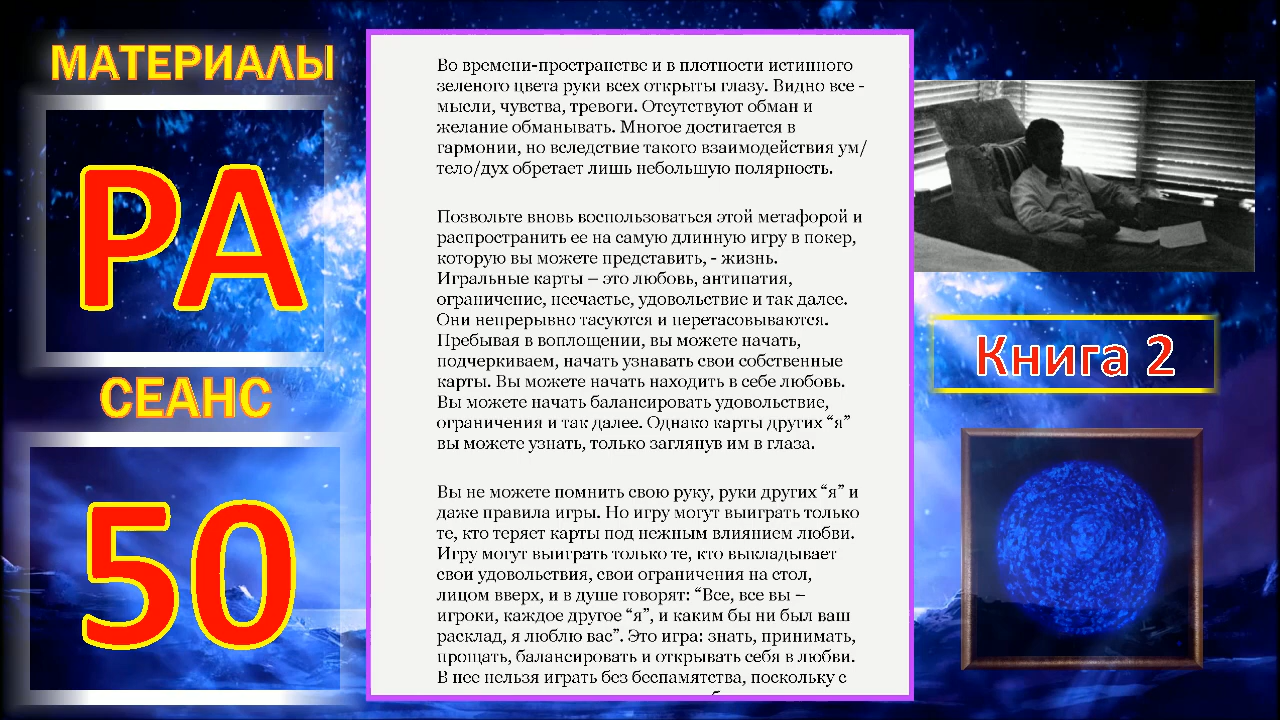 МАТЕРИАЛЫ
РА
СЕАНС
50
Во времени-пространстве и в плотности истинного
зеленого цвета руки всех открыты глазу. Видно все -
мысли, чувства, тревоги. Отсутствуют обман и
желание обманывать. Многое достигается в
гармонии, но вследствие такого взаимодействия ум/
тело/дух обретает лишь небольшую полярность.
Позвольте вновь воспользоваться этой метафорой и
распространить ее на самую длинную игру в покер,
которую вы можете представить, - жизнь.
Игральные карты – это любовь, антипатия,
ограничение, несчастье, удовольствие и так далее.
Они непрерывно тасуются и перетасовываются.
Пребывая в воплощении, вы можете начать,
подчеркиваем, начать узнавать свои собственные
карты. Вы можете начать находить в себе любовь.
Вы можете начать балансировать удовольствие,
ограничения и так далее. Однако карты других “я”
вы можете узнать, только заглянув им в глаза.
Вы не можете помнить свою руку, руки других “я” и
даже правила игры. Но игру могут выиграть только
те, кто теряет карты под нежным влиянием любви.
Игру могут выиграть только те, кто выкладывает
свои удовольствия, свои ограничения на стол,
лицом вверх, и в душе говорят: “Все, все вы –
игроки, каждое другое “я”, и каким бы ни был ваш
расклад, я люблю вас”. Это игра: знать, принимать,
прощать, балансировать и открывать себя в любви.
В нее нельзя играть без беспамятства, поскольку с
Книга 2